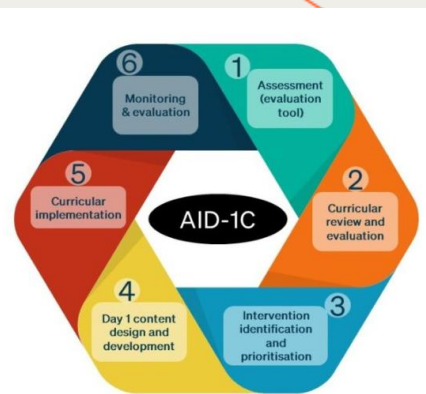 1
Assessment
(evaluation
tool)
2
Curricular
review and
evaluation
3
Intervention
identification
and
prioritisation
4
Day 1 content
design and
development
5
Curricular
implementation
6
Monitoring
& evaluation
AID-1C